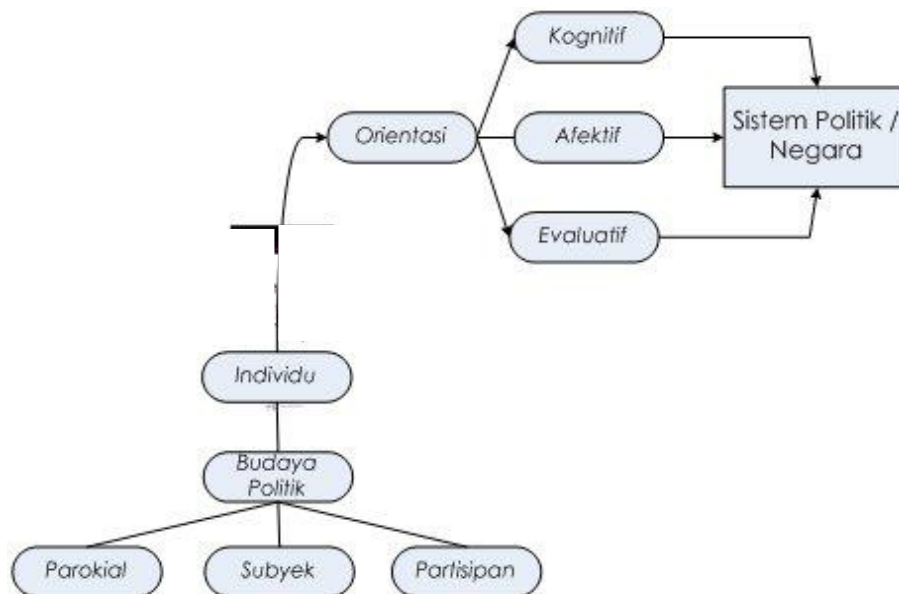 Kognitif
Orientasi
Afektif
Sistem Politik /
Negara
Evaluatif
Individu
Budaya
Politik
Parokial
Subyek
Partisipan